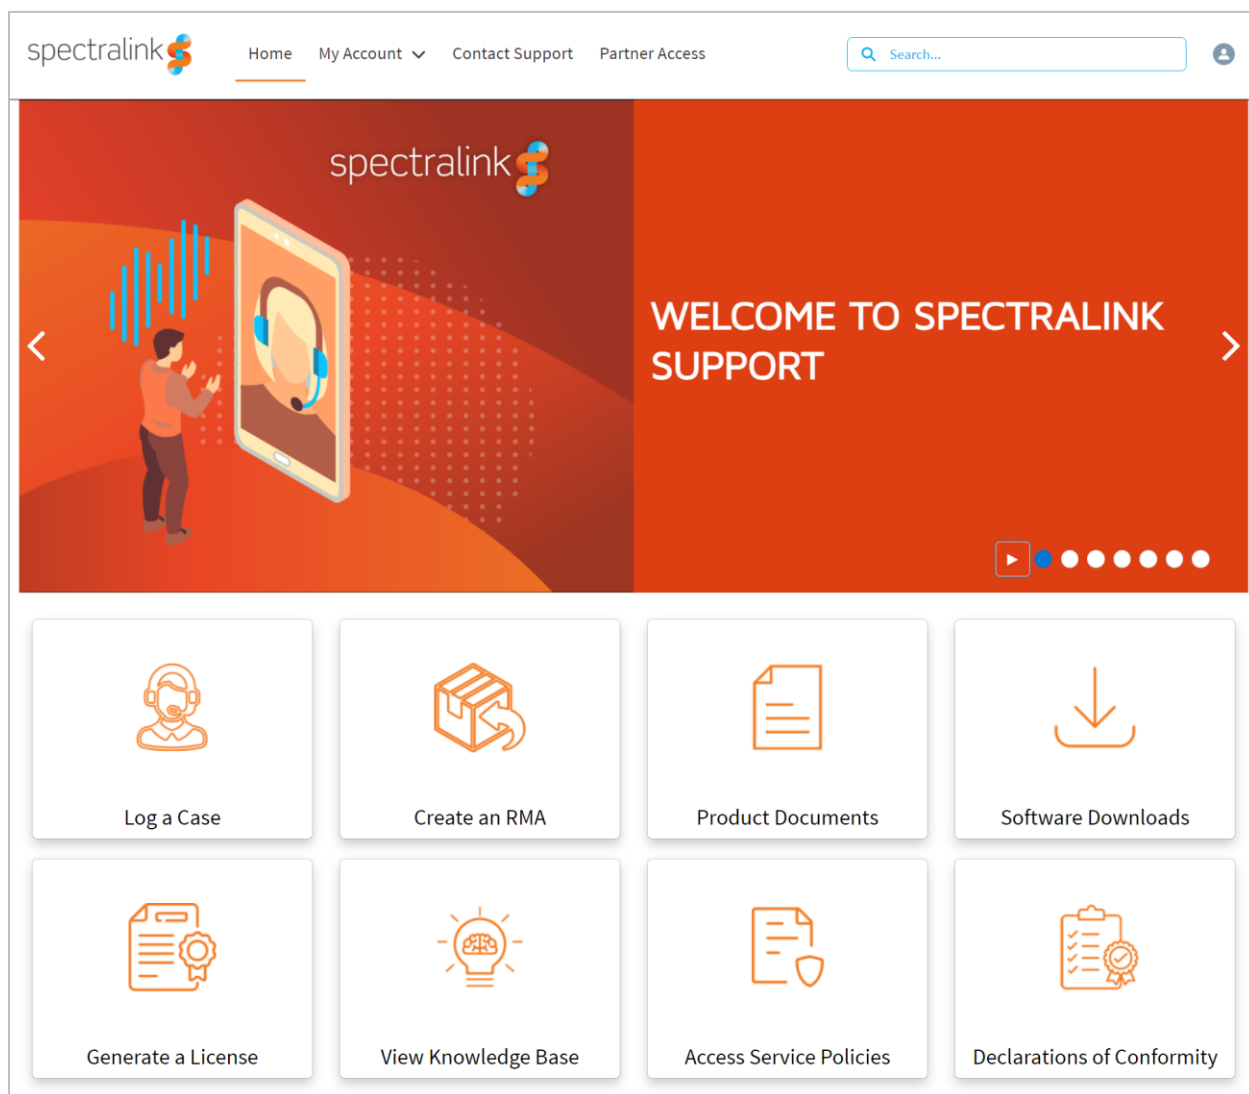 spectralink
Home My Account Contact Support Partner Access
Search...
spectralink
WELCOME TO SPECTRALINK
SUPPORT
Log a Case
Create an RMA
Product Documents
Software Downloads
Generate a License
View Knowledge Base
Access Service Policies
Declarations of Conformity